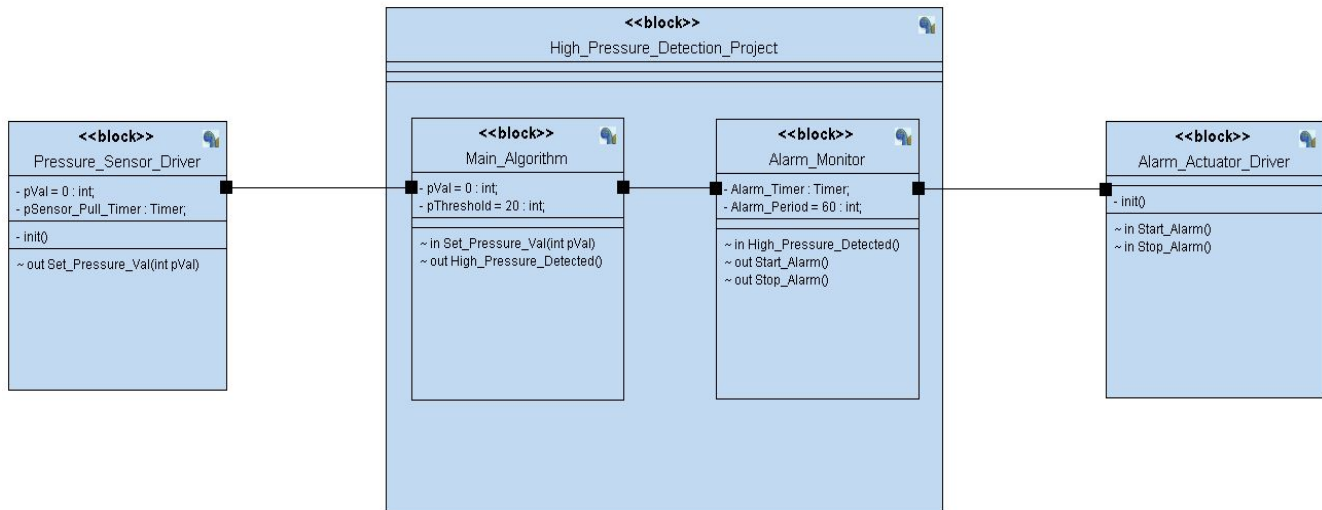 <<block>>
High_Pressure_Detection_Project
<<block>>
Pressure_Sensor_Driver
- pVal = 0 : int;
- pSensor_Pull_Timer : Timer;
- init()
~ out Set_Pressure_Val(int pVal)
<<block>>
Main_Algorithm
- pVal = 0 : int;
- pThreshold = 20 : int;
~ in Set_Pressure_Val(int pVal)
~ out High_Pressure_Detected()
<<block>>
Alarm_Monitor
- Alarm_Timer : Timer;
- Alarm_Period = 60 : int;
~ in High_Pressure_Detected()
~ out Start_Alarm()
~ out Stop_Alarm()
<<block>>
Alarm_Actuator_Driver
- init()
~ in Start_Alarm()
~ in Stop_Alarm()